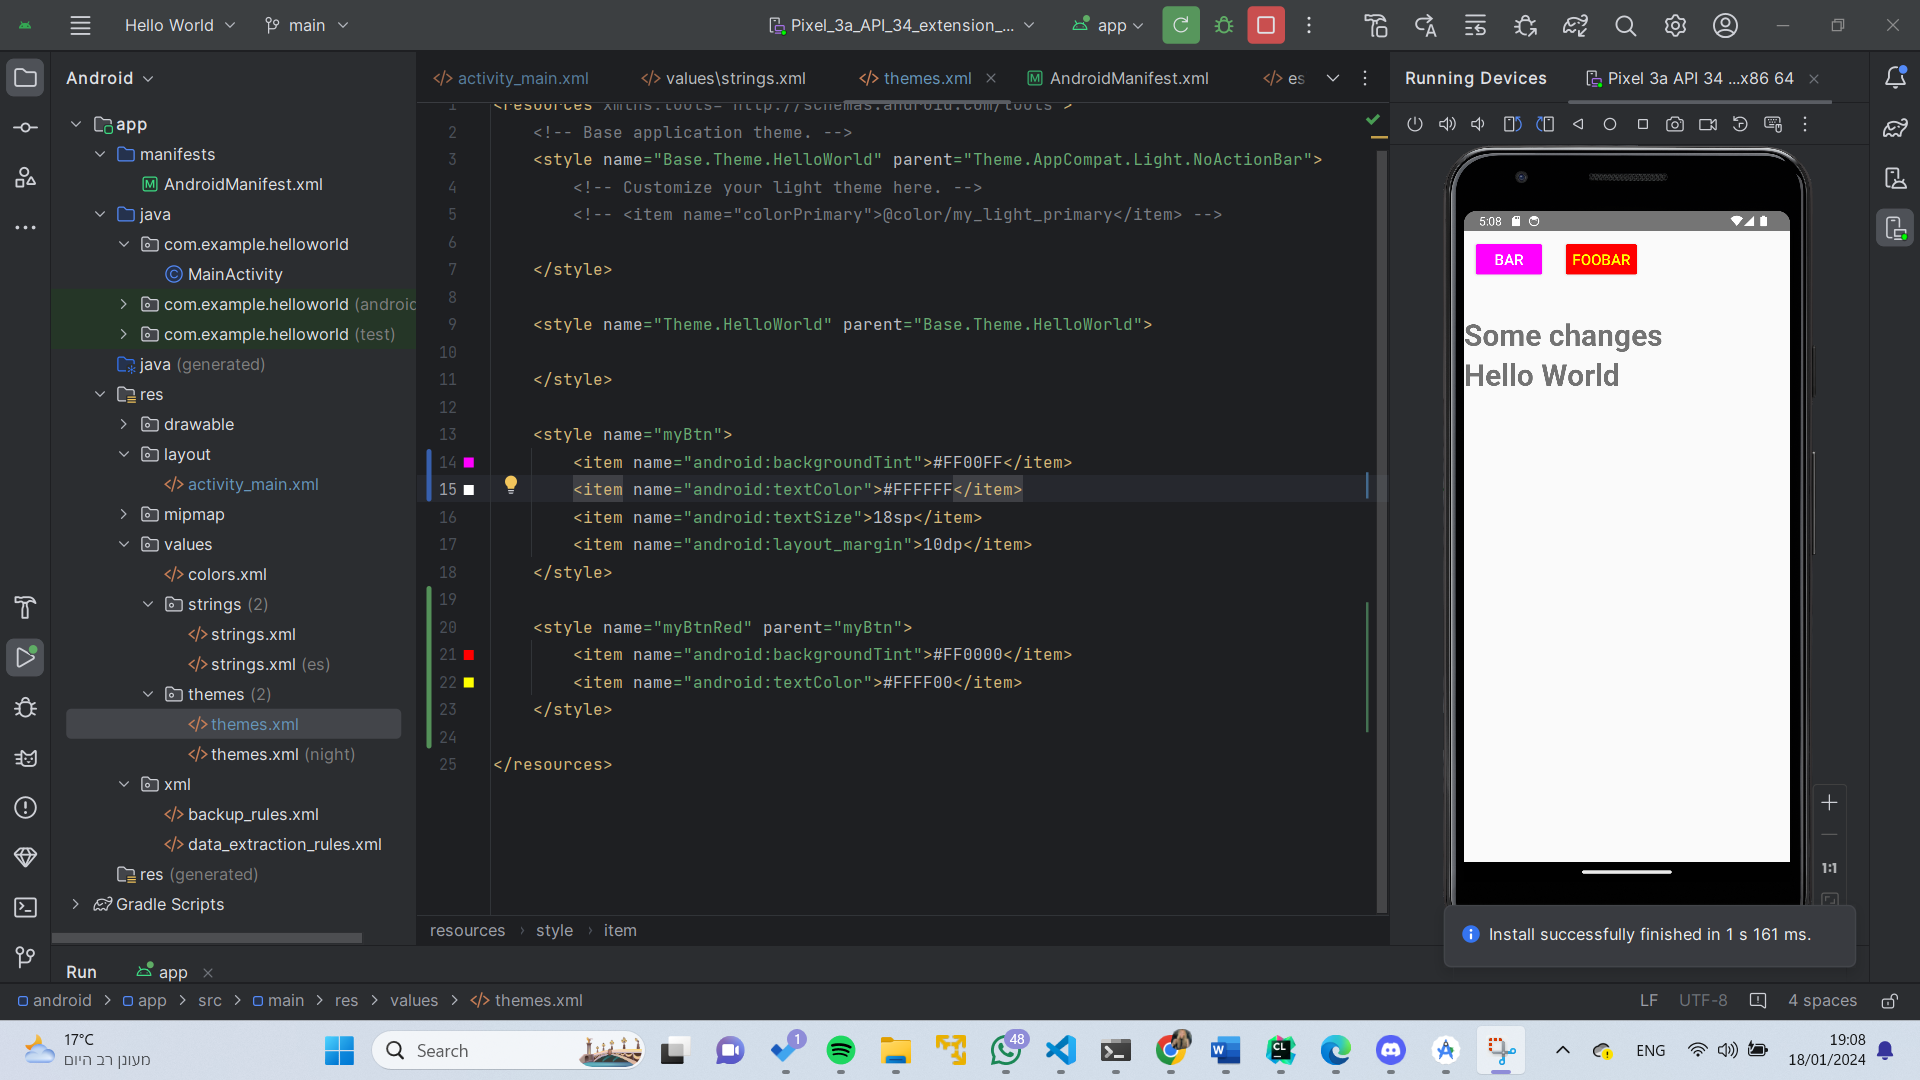 Hello World
main
Pixel_3a_API_34_extension_...
app
Android
activity_main.xml
values\strings.xml
themes.xml
AndroidManifest.xml
es
Running Devices
Pixel 3a API 34 ...x86 64
app
manifests
AndroidManifest.xml
java
com.example.helloworld
MainActivity
com.example.helloworld (androi
com.example.helloworld (test)
java (generated)
res
drawable
layout
activity_main.xml
mipmap
values
colors.xml
strings (2)
strings.xml
strings.xml (es)
themes (2)
themes.xml
themes.xml (night)
xml
backup_rules.xml
data_extraction_rules.xml
res (generated)
Gradle Scripts
1 <resources xmlns:tools="http://schemas.android.com/tools">
2 <!-- Base application theme. -->
3 <style name="Base.Theme.HelloWorld" parent="Theme.AppCompat.Light.NoActionBar">
4 <!-- Customize your light theme here. -->
5 <!-- <item name="colorPrimary">@color/my_light_primary</item> -->
6
7 </style>
8
9 <style name="Theme.HelloWorld" parent="Base.Theme.HelloWorld">
10
11 </style>
12
13 <style name="myBtn">
14 <item name="android:backgroundTint">#FF00FF</item>
15 <item name="android:textColor">#FFFFFF</item>
16 <item name="android:textSize">18sp</item>
17 <item name="android:layout_margin">10dp</item>
18 </style>
19
20 <style name="myBtnRed" parent="myBtn">
21 <item name="android:backgroundTint">#FF0000</item>
22 <item name="android:textColor">#FFFF00</item>
23 </style>
24
25 </resources>
resources › style › item
5:08
BAR
FOOBAR
Some changes
Hello World
1:1
Install successfully finished in 1 s 161 ms.
Run
app
android > app > src > main > res > values > themes.xml
LF
UTF-8
4 spaces
17°C
מעונן רב היום
Search
1
48
ENG
19:08
18/01/2024